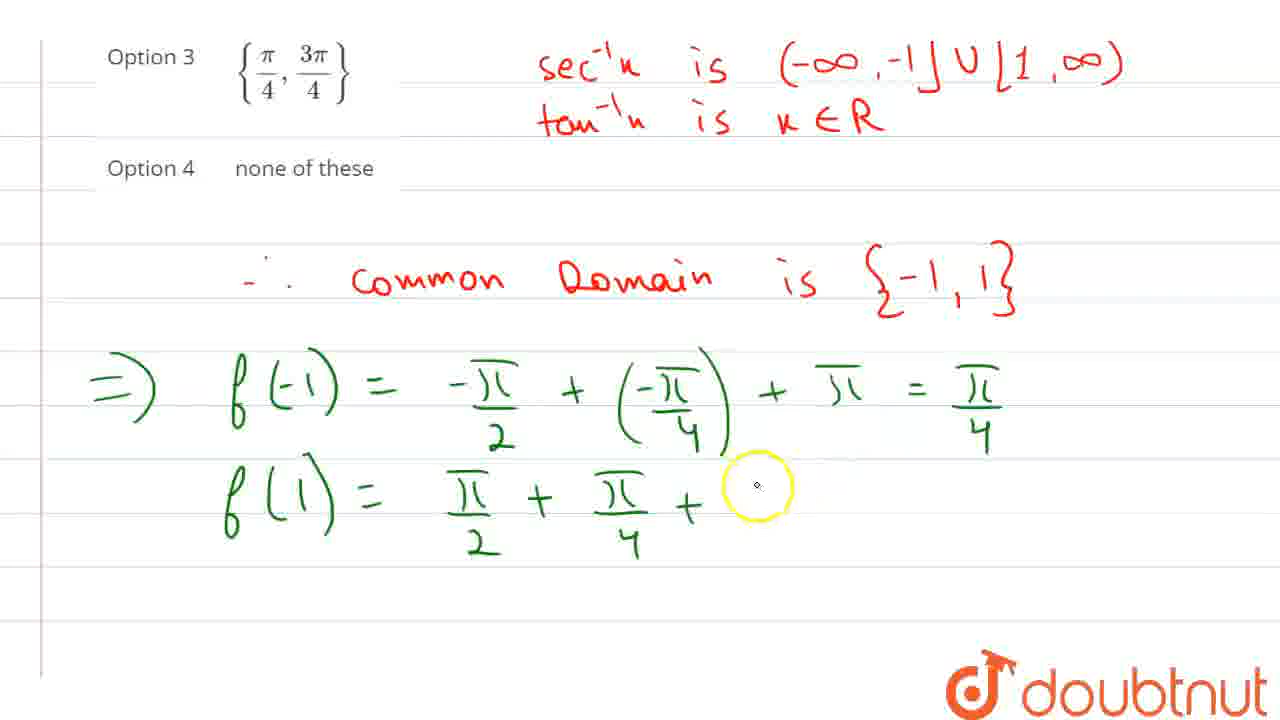 Option 3 {π/4, 3π/4}
sec⁻¹x is (-∞, -1] ∪ [1, ∞)
tan⁻¹x is x ∈ R
Option 4 none of these
∴ Common Domain is {-1, 1}
⇒ f(-1) = -π/2 + (-π/4) + π = π/4
f(1) = π/2 + π/4 +
doubtnut